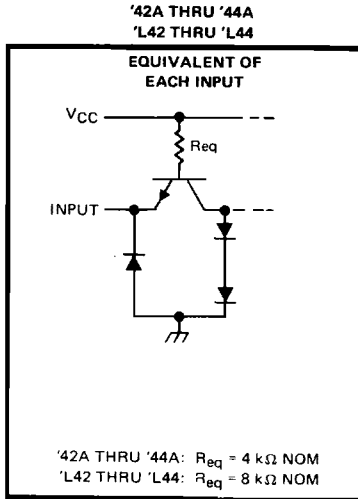 '42A THRU '44A
'L42 THRU 'L44
EQUIVALENT OF
EACH INPUT
VCC
Req
INPUT
'42A THRU '44A: Req = 4 kΩ NOM
'L42 THRU 'L44: Req = 8 kΩ NOM